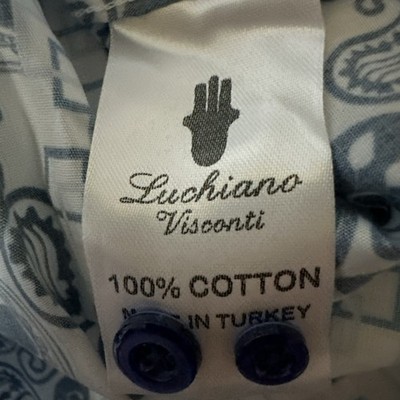 Luchiano
Visconti
100% COTTON
IN TURKEY